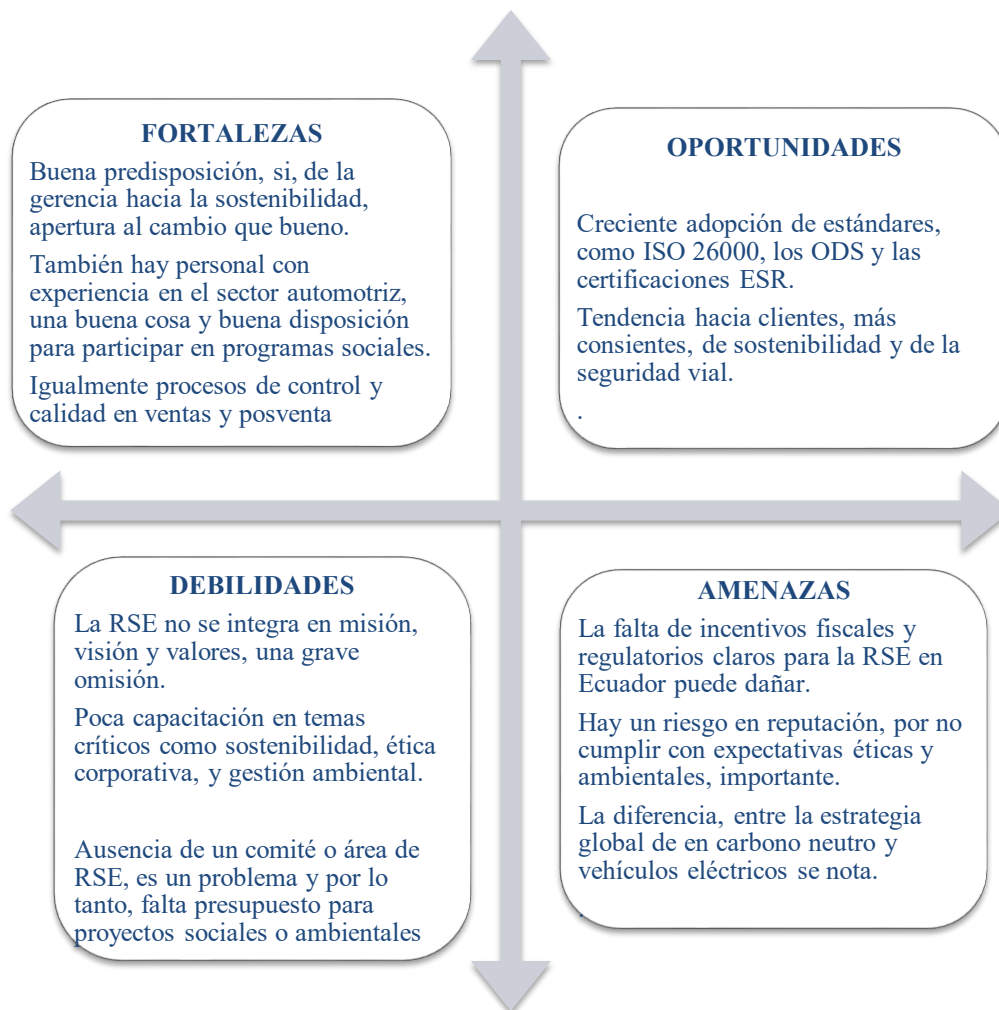 FORTALEZAS
Buena predisposición, si, de la
gerencia hacia la sostenibilidad,
apertura al cambio que bueno.
También hay personal con
experiencia en el sector automotriz,
una buena cosa y buena disposición
para participar en programas sociales.
Igualmente procesos de control y
calidad en ventas y posventa
OPORTUNIDADES
Creciente adopción de estándares,
como ISO 26000, los ODS y las
certificaciones ESR.
Tendencia hacia clientes, más
consientes, de sostenibilidad y de la
seguridad vial.
.
DEBILIDADES
La RSE no se integra en misión,
visión y valores, una grave
omisión.
Poca capacitación en temas
críticos como sostenibilidad, ética
corporativa, y gestión ambiental.
Ausencia de un comité o área de
RSE, es un problema y por lo
tanto, falta presupuesto para
proyectos sociales o ambientales
AMENAZAS
La falta de incentivos fiscales y
regulatorios claros para la RSE en
Ecuador puede dañar.
Hay un riesgo en reputación, por no
cumplir con expectativas éticas y
ambientales, importante.
La diferencia, entre la estrategia
global de en carbono neutro y
vehículos eléctricos se nota.
.